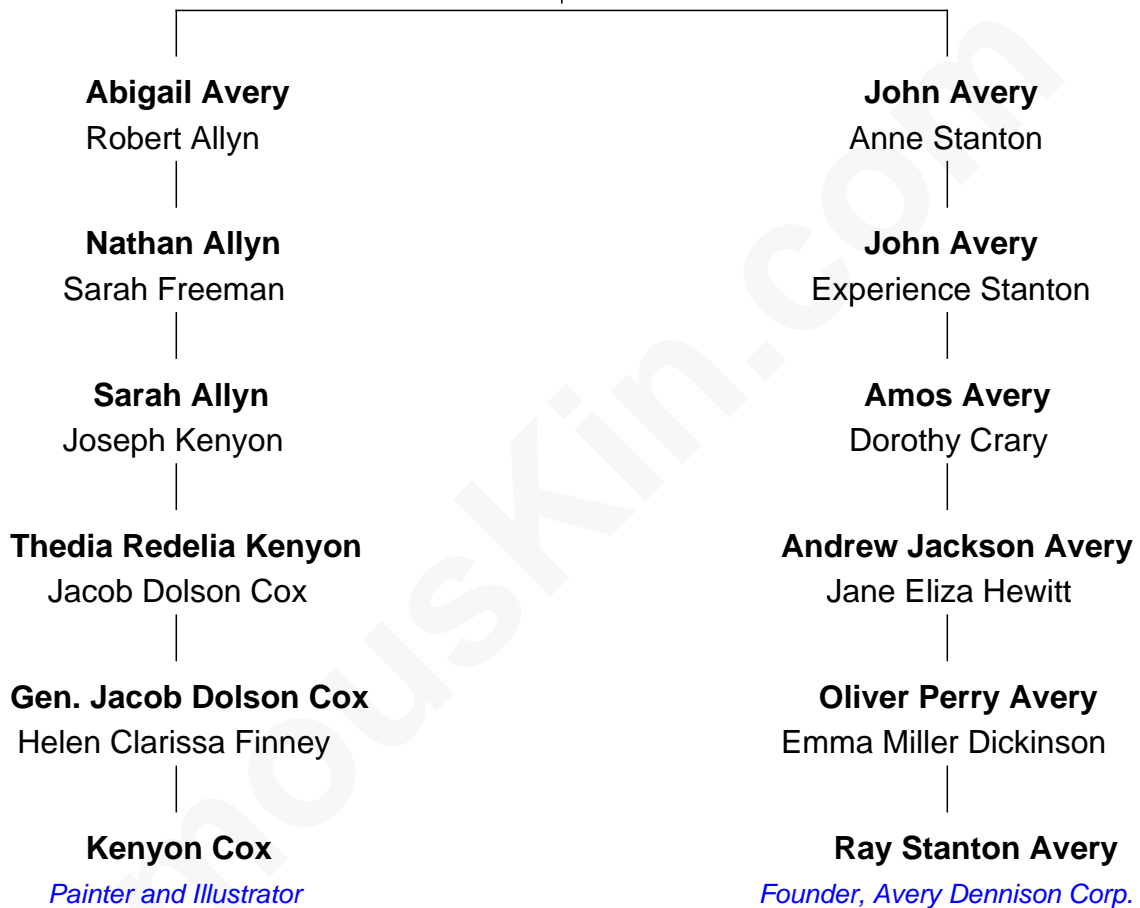 Abigail Avery
Robert Allyn
John Avery
Anne Stanton
Nathan Allyn
Sarah Freeman
John Avery
Experience Stanton
Sarah Allyn
Joseph Kenyon
Amos Avery
Dorothy Crary
Thedia Redelia Kenyon
Jacob Dolson Cox
Andrew Jackson Avery
Jane Eliza Hewitt
Gen. Jacob Dolson Cox
Helen Clarissa Finney
Oliver Perry Avery
Emma Miller Dickinson
Kenyon Cox
Painter and Illustrator
Ray Stanton Avery
Founder, Avery Dennison Corp.
mousKin.com